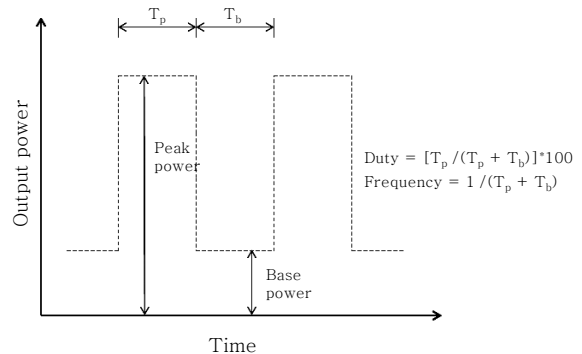 T_p T_b
Output power
Peak
power
Duty = [T_p /(T_p + T_b)]*100
Frequency = 1 /(T_p + T_b)
Base
power
Time